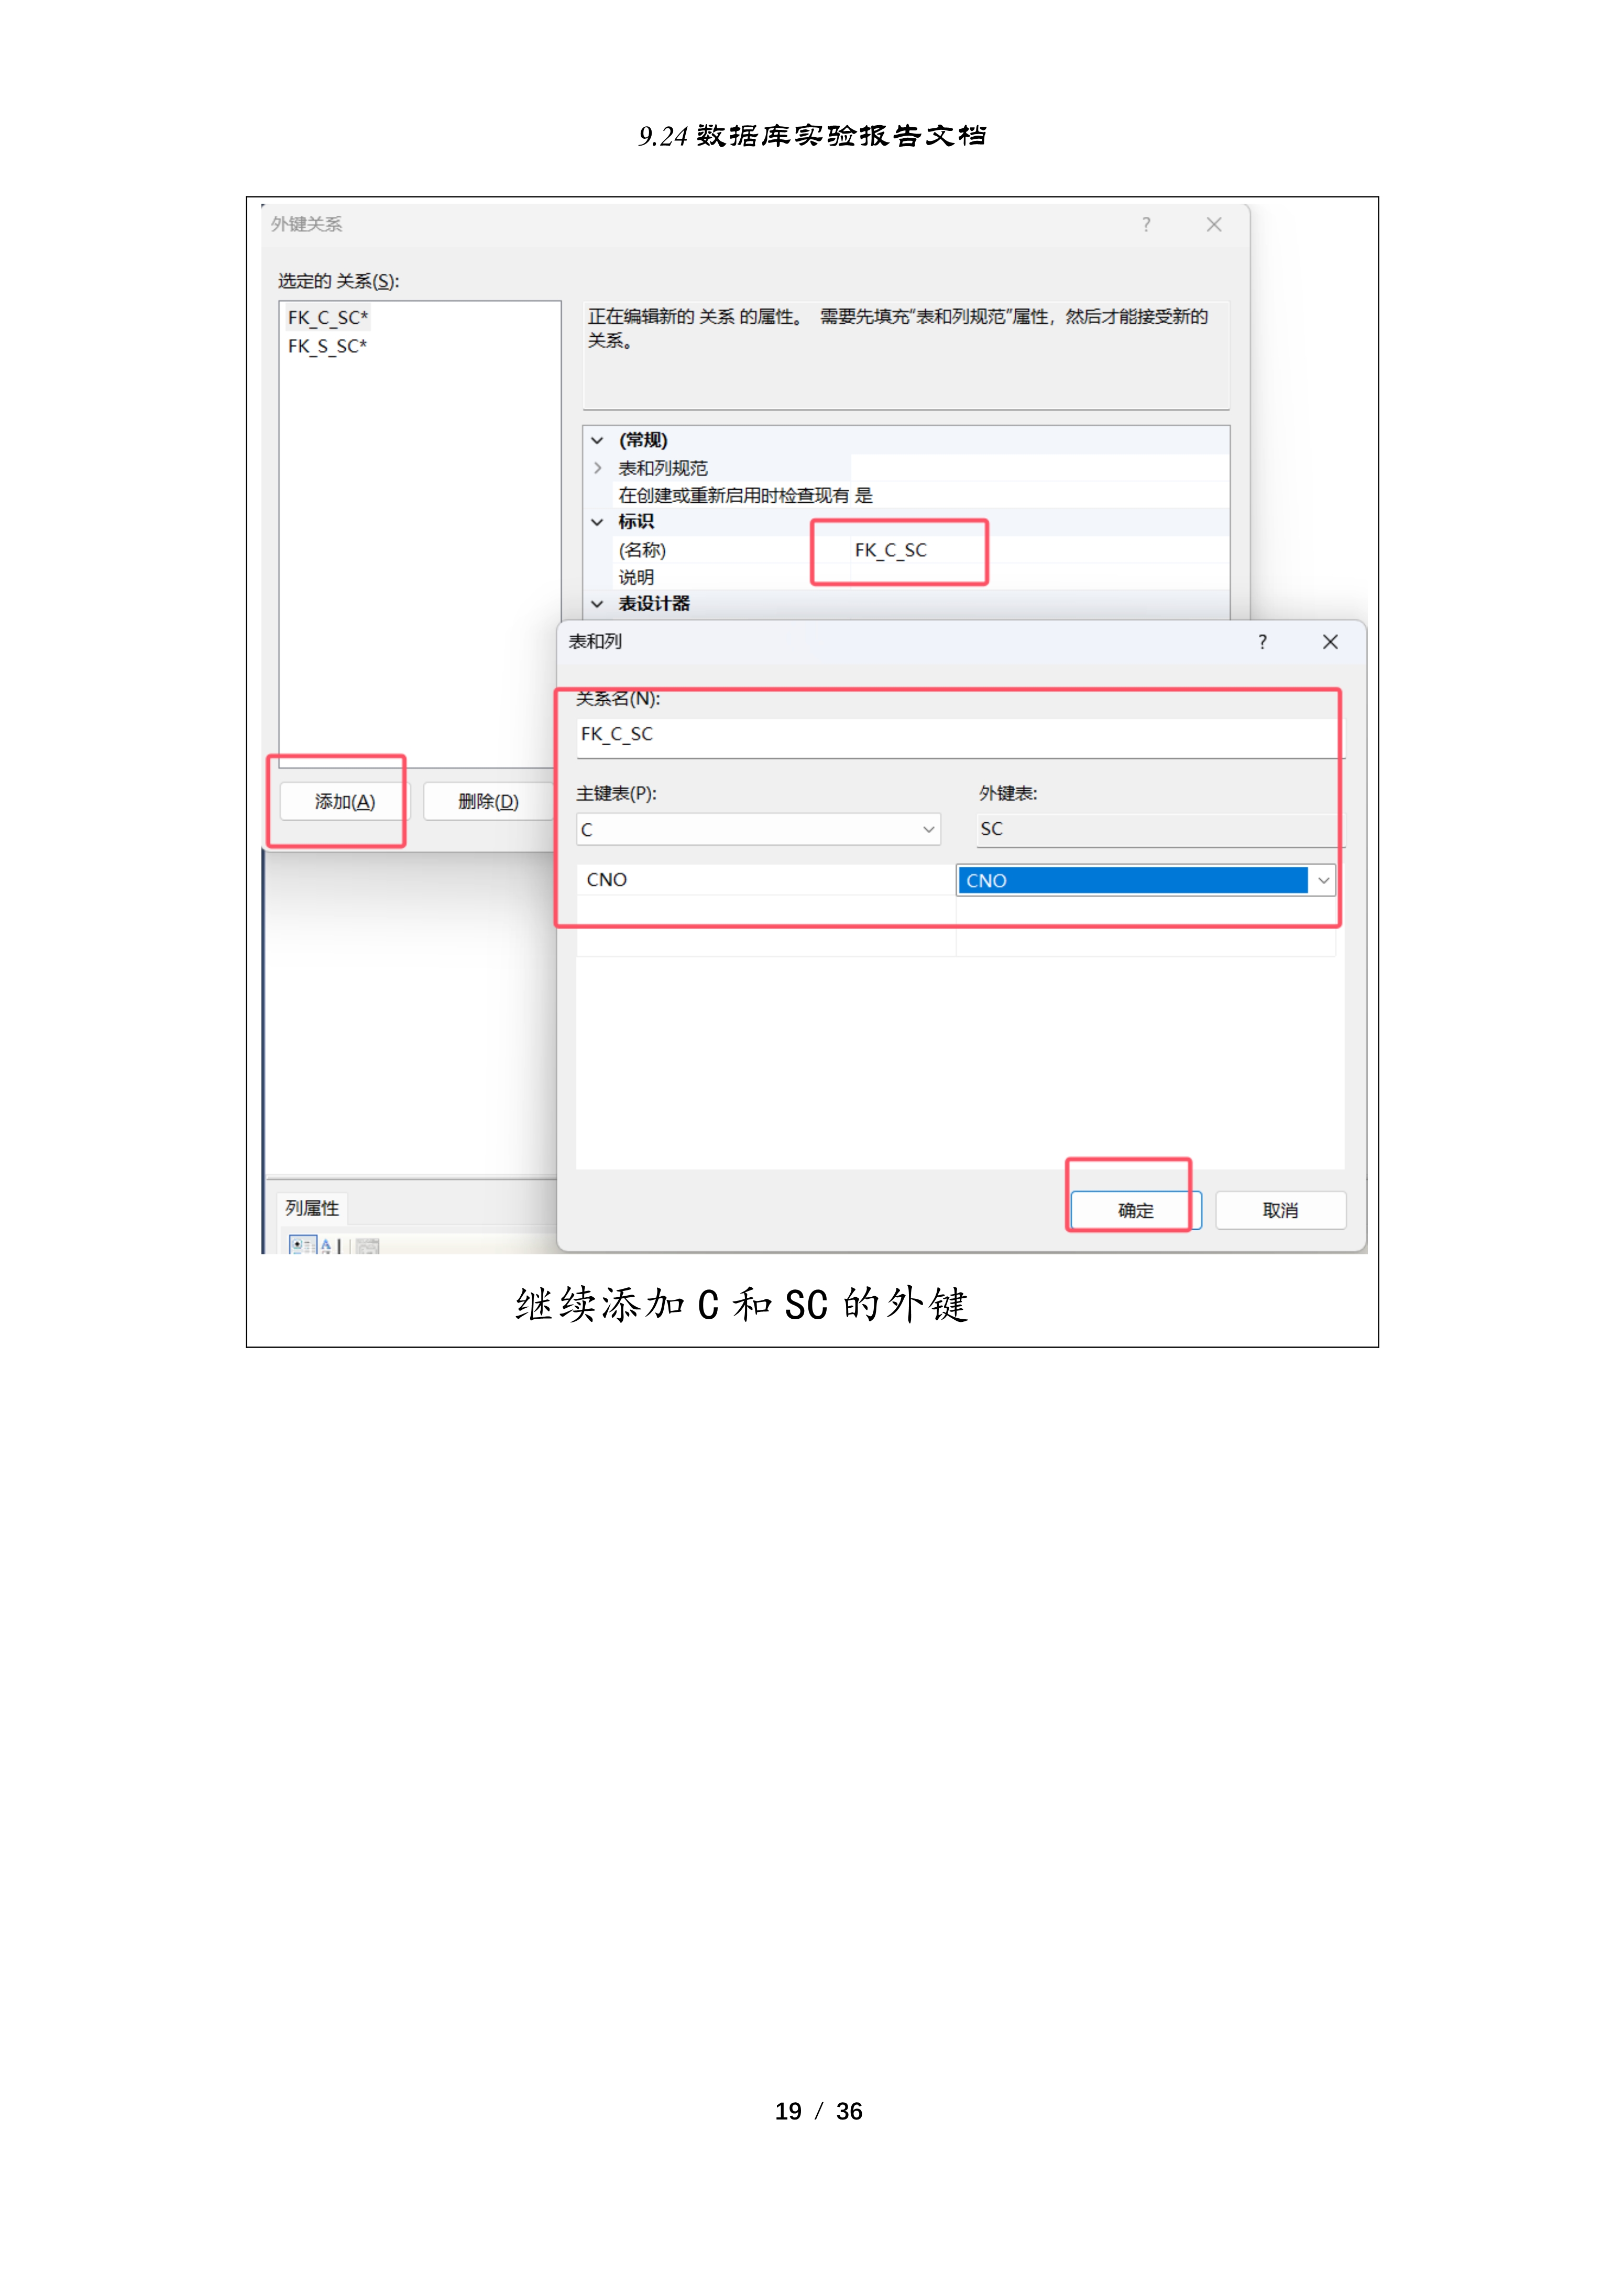 9.24 数据库实验报告文档
外键关系
选定的 关系(S):
FK_C_SC*
FK_S_SC*
正在编辑新的 关系 的属性。 需要先填充“表和列规范”属性，然后才能接受新的
关系。
(常规)
表和列规范
在创建或重新启用时检查现有 是
标识
(名称) FK_C_SC
说明
表设计器
添加(A) 删除(D)
表和列
关系名(N):
FK_C_SC
主键表(P): 外键表:
C SC
CNO CNO
确定 取消
列属性
继续添加 C 和 SC 的外键
19 / 36